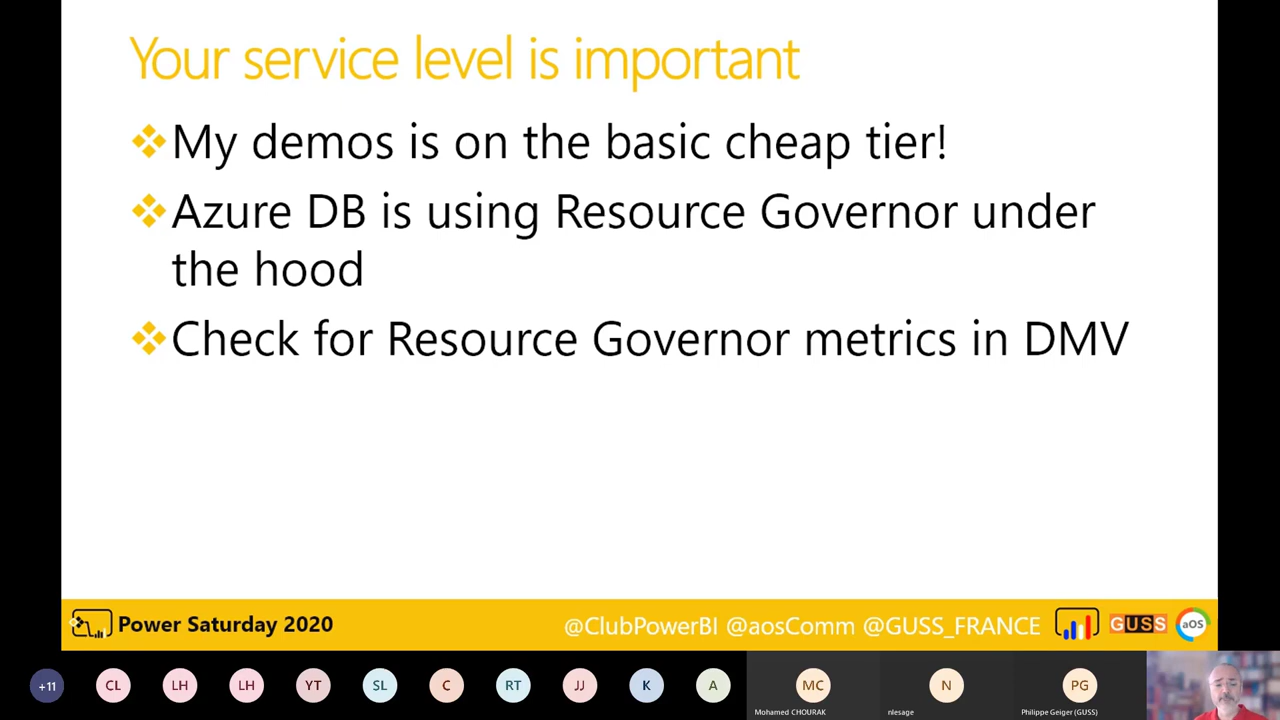 Your service level is important
My demos is on the basic cheap tier!
Azure DB is using Resource Governor under
the hood
Check for Resource Governor metrics in DMV
Power Saturday 2020
@ClubPowerBI @aosComm @GUSS_FRANCE
GUSS
aOS
+11
CL
LH
LH
YT
SL
C
RT
JJ
K
A
MC
N
PG
Mohamed CHOURAK
nlesage
Philippe Geiger (GUSS)